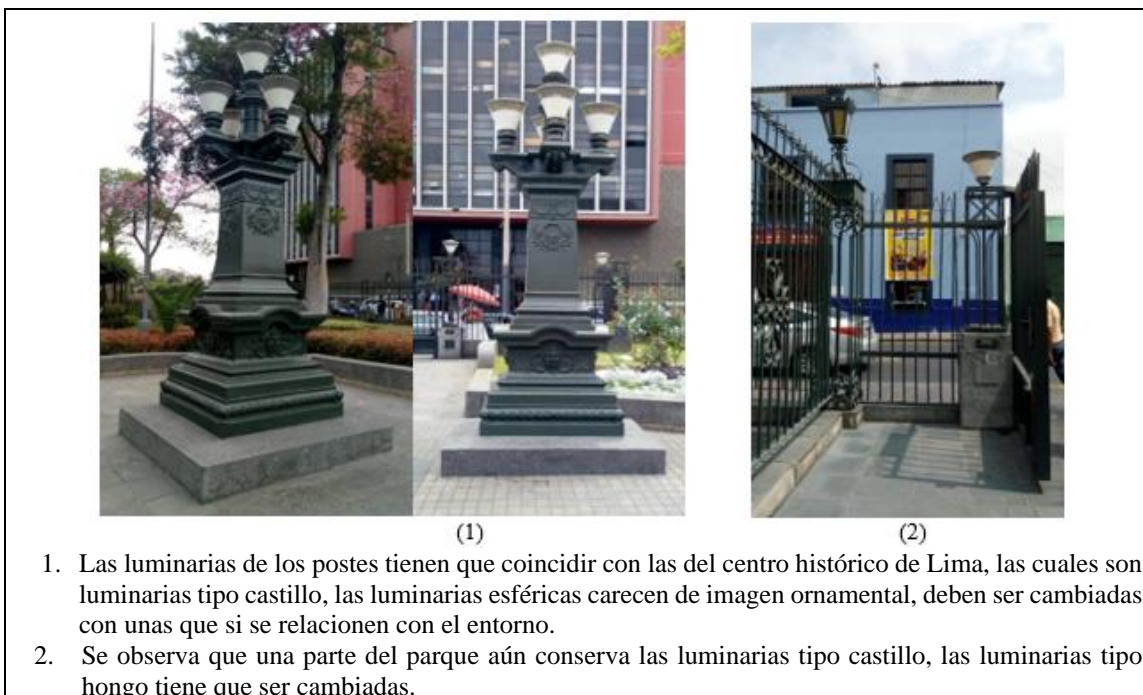 (1)
(2)
1. Las luminarias de los postes tienen que coincidir con las del centro histórico de Lima, las cuales son
luminarias tipo castillo, las luminarias esféricas carecen de imagen ornamental, deben ser cambiadas
con unas que si se relacionen con el entorno.
2. Se observa que una parte del parque aún conserva las luminarias tipo castillo, las luminarias tipo
hongo tiene que ser cambiadas.